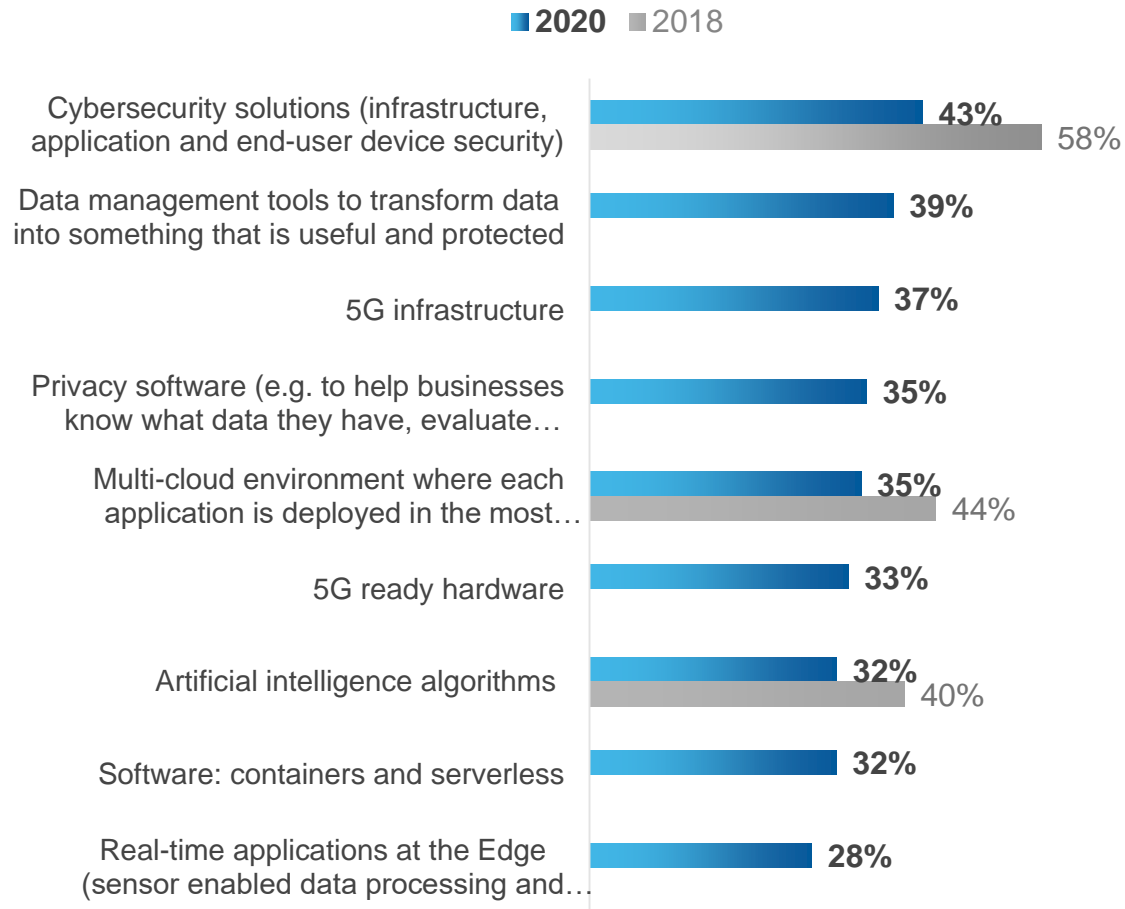 2020 2018
Cybersecurity solutions (infrastructure,
application and end-user device security)
43%
58%
Data management tools to transform data
into something that is useful and protected
39%
5G infrastructure
37%
Privacy software (e.g. to help businesses
know what data they have, evaluate…
35%
Multi-cloud environment where each
application is deployed in the most…
35%
44%
5G ready hardware
33%
Artificial intelligence algorithms
32%
40%
Software: containers and serverless
32%
Real-time applications at the Edge
(sensor enabled data processing and…
28%